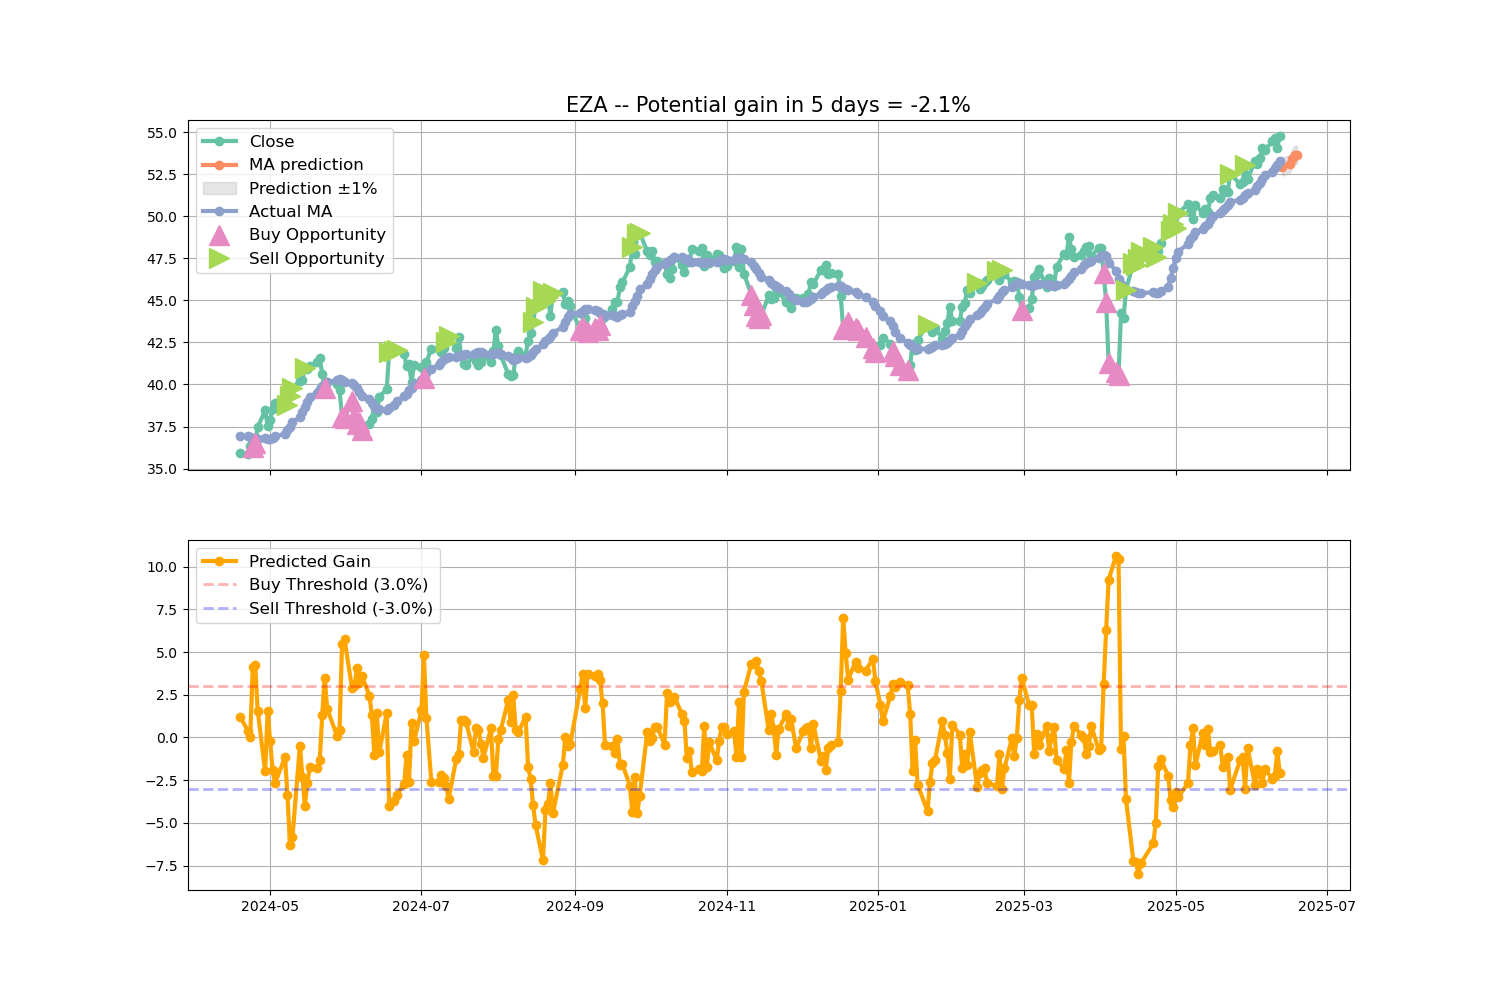 EZA -- Potential gain in 5 days = -2.1%
55.0
52.5
50.0
47.5
45.0
42.5
40.0
37.5
35.0
Close
MA prediction
Prediction ±1%
Actual MA
Buy Opportunity
Sell Opportunity
10.0
7.5
5.0
2.5
0.0
−2.5
−5.0
−7.5
Predicted Gain
Buy Threshold (3.0%)
Sell Threshold (-3.0%)
2024-05 2024-07 2024-09 2024-11 2025-01 2025-03 2025-05 2025-07